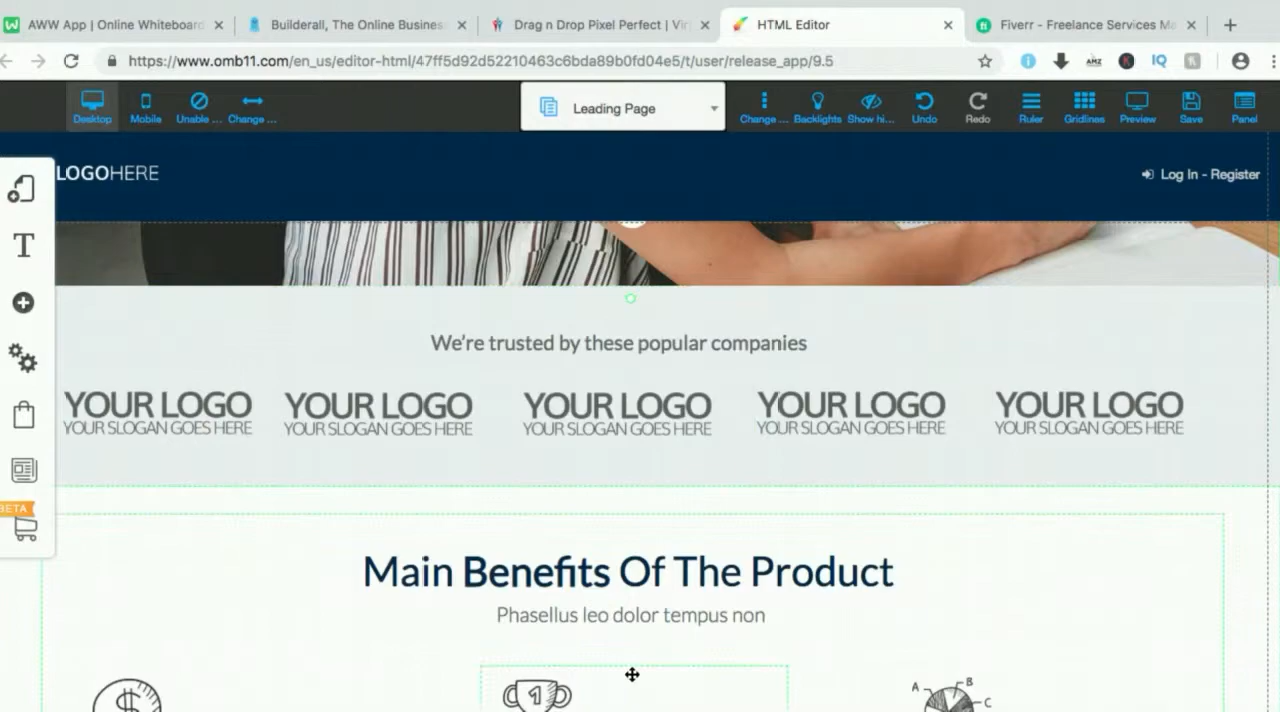 AWW App | Online Whiteboard
Builderall, The Online Business
Drag n Drop Pixel Perfect | Vir
HTML Editor
Fiverr - Freelance Services Ma
https://www.omb11.com/en_us/editor-html/47ff5d92d52210463c6bda89b0fd04e5/t/user/release_app/9.5
AMZ
K
IQ
Desktop
Mobile
Unable ...
Change ...
Leading Page
Change ...
Backlights
Show hi...
Undo
Redo
Ruler
Gridlines
Preview
Save
Panel
LOGOHERE
Log In - Register
T
We're trusted by these popular companies
YOUR LOGO YOUR LOGO YOUR LOGO YOUR LOGO YOUR LOGO
YOUR SLOGAN GOES HERE YOUR SLOGAN GOES HERE YOUR SLOGAN GOES HERE YOUR SLOGAN GOES HERE YOUR SLOGAN GOES HERE
BETA
Main Benefits Of The Product
Phasellus leo dolor tempus non
$
1
A
B
C